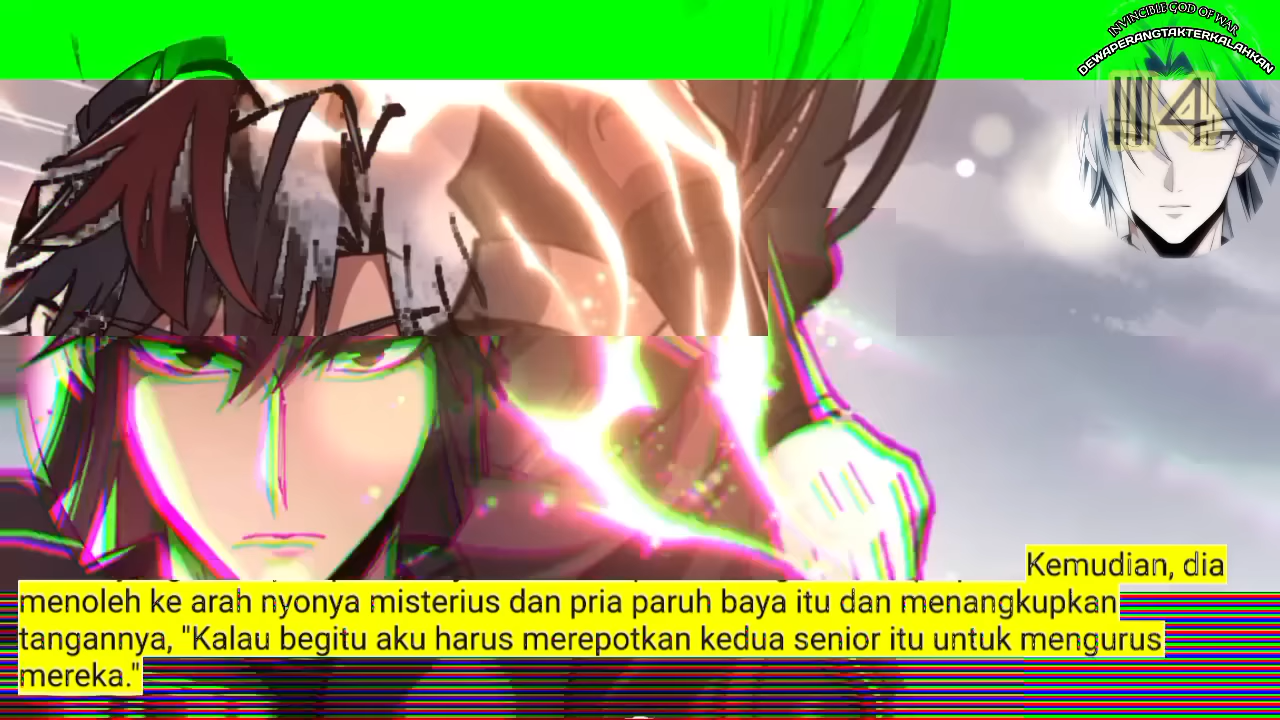 INVINCIBLE GOD OF WAR
DEWAPERANGTAKTERKALAHKAN
Kemudian, dia
menoleh ke arah nyonya misterius dan pria paruh baya itu dan menangkupkan
tangannya, "Kalau begitu aku harus merepotkan kedua senior itu untuk mengurus
mereka."